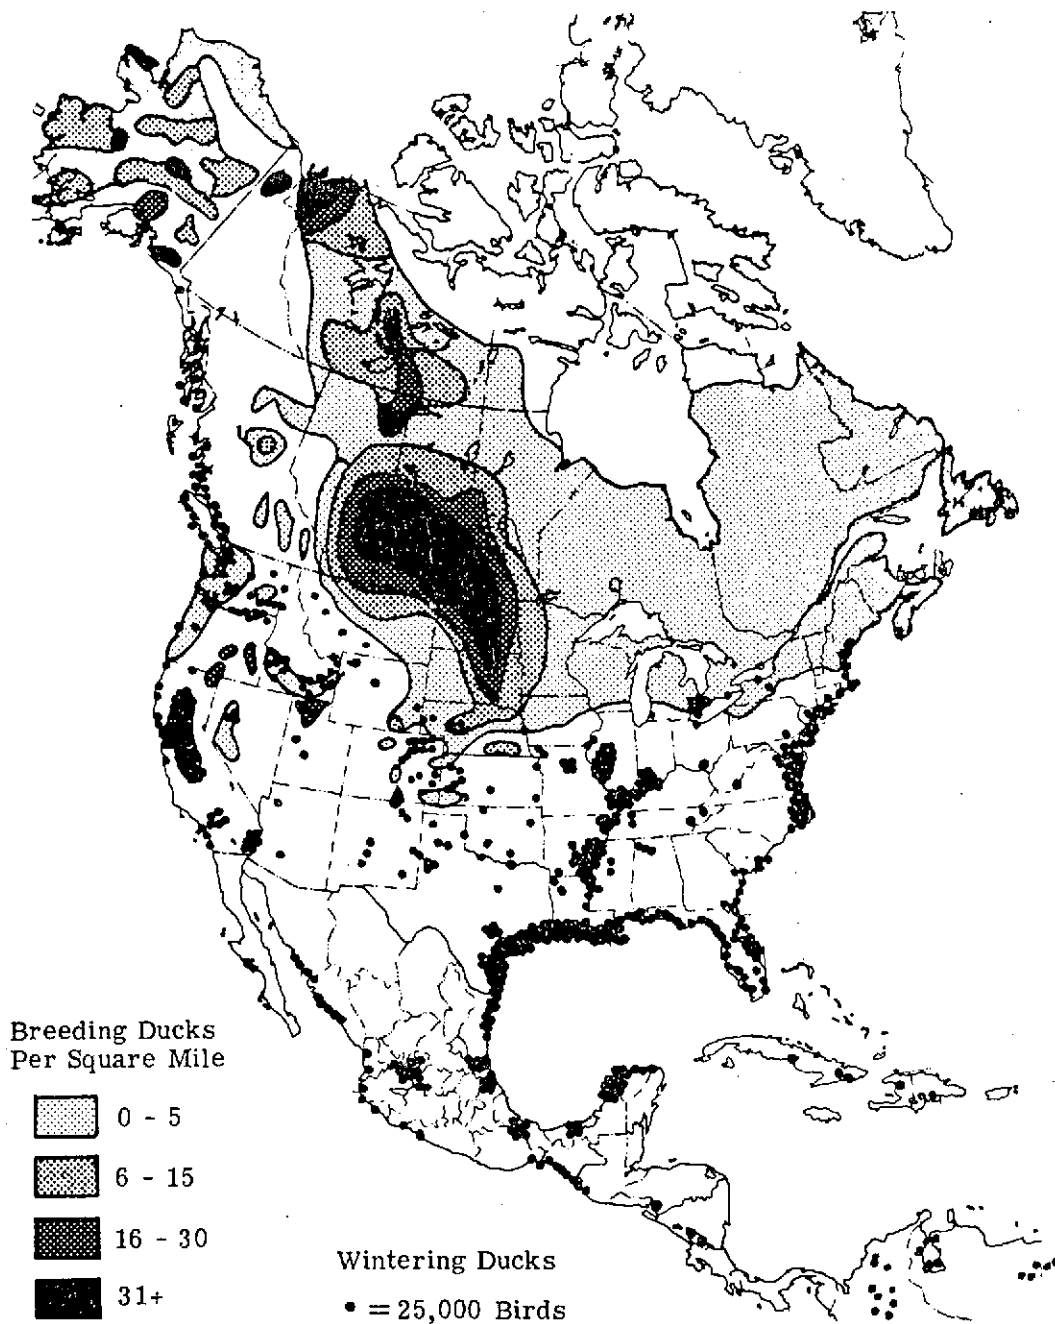 Breeding Ducks
Per Square Mile
0 - 5
6 - 15
16 - 30
31+
Wintering Ducks
• = 25,000 Birds